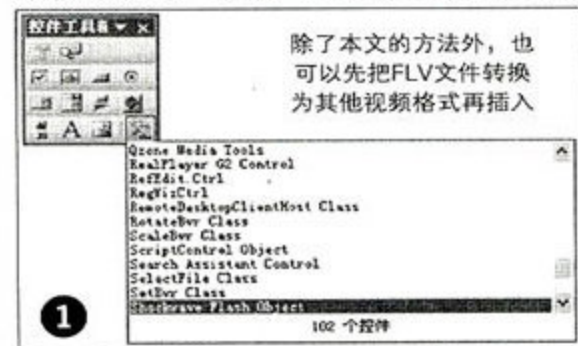 控件工具箱
除了本文的方法外，也
可以先把FLV文件转换
为其他视频格式再插入
A
Qzone Media Tools
RealPlayer G2 Control
RefEdit.Ctrl
RegWizCtrl
RemoteDesktopClientHost Class
RotateBvr Class
ScaleBvr Class
ScriptControl Object
Search Assistant Control
SelectFile Class
SetBvr Class
Shockwave Flash Object
102 个控件
1